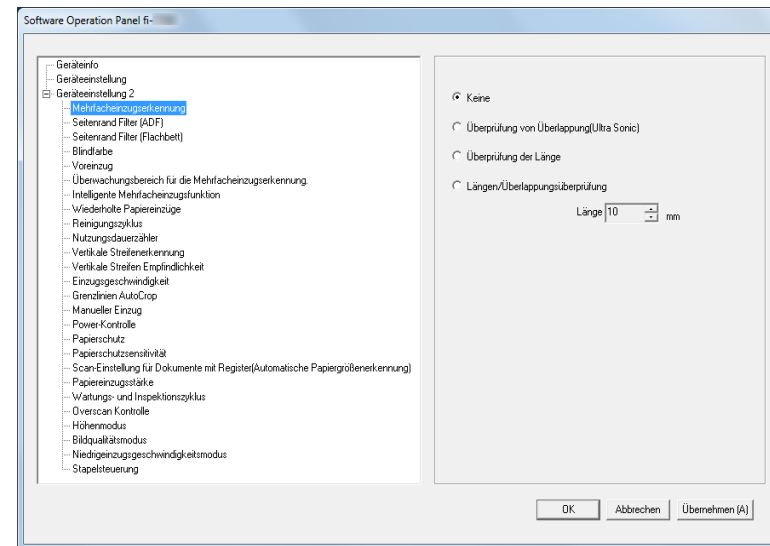 Software Operation Panel fi-
Geräteinfo
Geräteeinstellung
Geräteeinstellung 2
Mehrfacheinzugserkennung
Seitenrand Filter (ADF)
Seitenrand Filter (Flachbett)
Blindfarbe
Voreinzug
Überwachungsbereich für die Mehrfacheinzugserkennung.
Intelligente Mehrfacheinzugsfunktion
Wiederholte Papiereinzüge
Reinigungszyklus
Nutzungsdauerzähler
Vertikale Streifenerkennung
Vertikale Streifen Empfindlichkeit
Einzugsgeschwindigkeit
Grenzlinien AutoCrop
Manueller Einzug
Power-Kontrolle
Papierschutz
Papierschutzsensitivität
Scan-Einstellung für Dokumente mit Register(Automatische Papiergrößenerkennung)
Papiereinzugsstärke
Wartungs- und Inspektionszyklus
Overscan Kontrolle
Höhenmodus
Bildqualitätsmodus
Niedrigeinzugsgeschwindigkeitsmodus
Stapelsteuerung
Keine
Überprüfung von Überlappung(Ultra Sonic)
Überprüfung der Länge
Längen/Überlappungsüberprüfung
Länge 10 mm
OK Abbrechen Übernehmen (A)